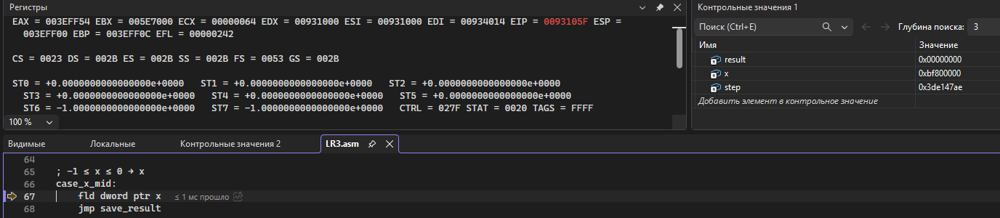 Регистры
EAX = 003EFF54 EBX = 005E7000 ECX = 00000064 EDX = 00931000 ESI = 00931000 EDI = 00934014 EIP = 0093105F ESP =
003EFF00 EBP = 003EFF0C EFL = 00000242
CS = 0023 DS = 002B ES = 002B SS = 002B FS = 0053 GS = 002B
ST0 = +0.0000000000000000e+0000 ST1 = +0.0000000000000000e+0000 ST2 = +0.0000000000000000e+0000
ST3 = +0.0000000000000000e+0000 ST4 = +0.0000000000000000e+0000 ST5 = +0.0000000000000000e+0000
ST6 = -1.0000000000000000e+0000 ST7 = -1.0000000000000000e+0000 CTRL = 027F STAT = 0020 TAGS = FFFF
100 %
Контрольные значения 1
Поиск (Ctrl+E)
Глубина поиска: 3
Имя Значение
result 0x00000000
x 0xbf800000
step 0x3de147ae
Добавить элемент в контрольное значение
Видимые Локальные Контрольные значения 2 LR3.asm
64
65 ; -1 ≤ x ≤ 0 → x
66 case_x_mid:
67 fld dword ptr x ≤ 1 мс прошло
68 jmp save_result